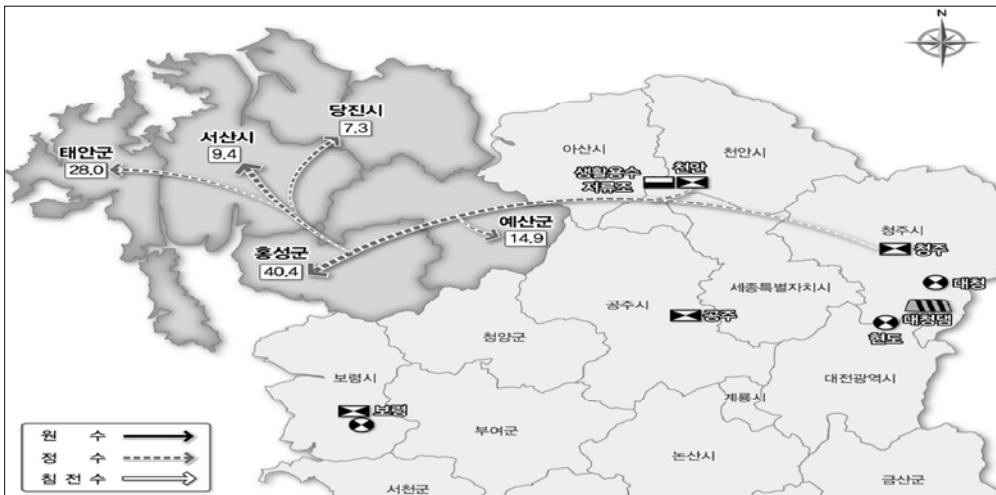 N
당진시
7.3
서산시
9.4
태안군
28.0
아산시
천안시
생활용수
저류조
천안
예산군
14.9
홍성군
40.4
청주시
청주
세종특별자치시
대청
대청댐
현도
공주시
공주
청양군
대전광역시
보령시
보령
계룡시
부여군
논산시
서천군
금산군
원 수
정 수
침 전 수